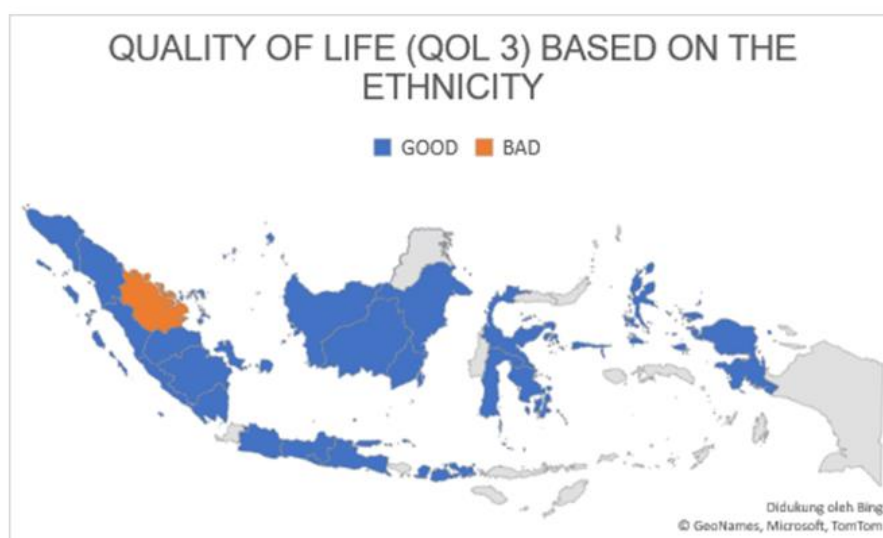 QUALITY OF LIFE (QOL 3) BASED ON THE
ETHNICITY
GOOD BAD
Didukung oleh Bing
© GeoNames, Microsoft, TomTom